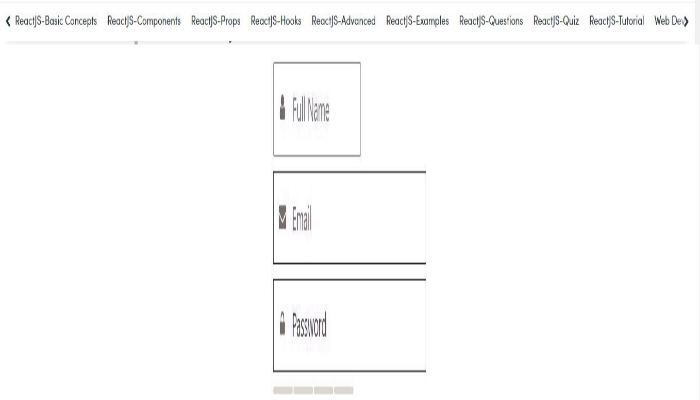 ReactJS-Basic Concepts ReactJS-Components ReactJS-Props ReactJS-Hooks ReactJS-Advanced ReactJS-Examples ReactJS-Questions ReactJS-Quiz ReactJS-Tutorial Web Dev
Full Name
Email
Password